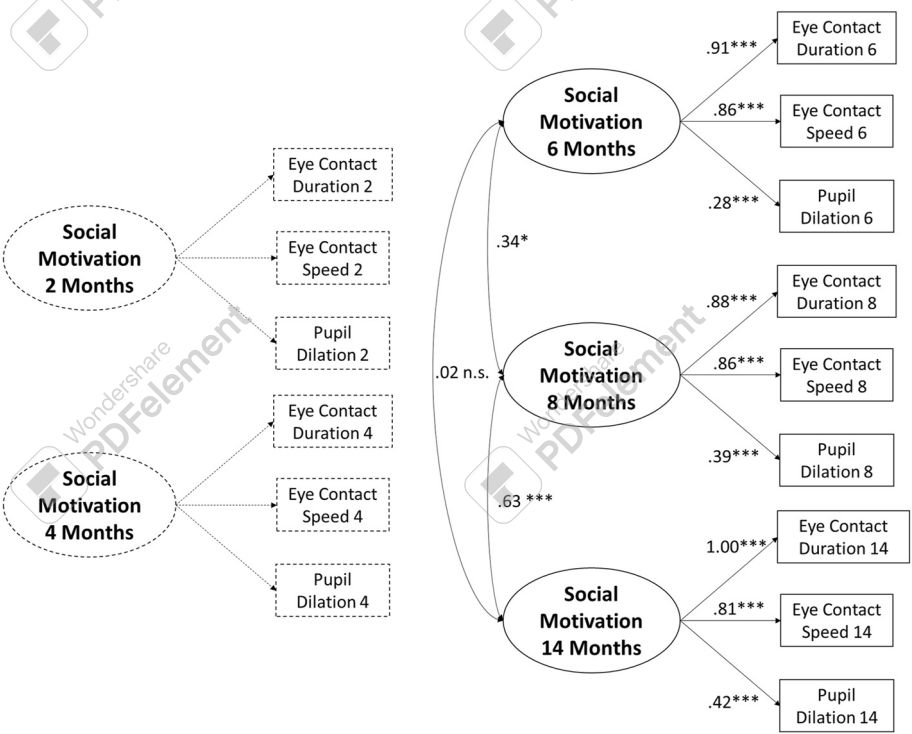 Social
Motivation
2 Months
Eye Contact
Duration 2
Eye Contact
Speed 2
Pupil
Dilation 2
Social
Motivation
4 Months
Eye Contact
Duration 4
Eye Contact
Speed 4
Pupil
Dilation 4
Social
Motivation
6 Months
.91***
Eye Contact
Duration 6
.86***
Eye Contact
Speed 6
.28***
Pupil
Dilation 6
.34*
.02 n.s.
.63 ***
Social
Motivation
8 Months
.88***
Eye Contact
Duration 8
.86***
Eye Contact
Speed 8
.39***
Pupil
Dilation 8
Social
Motivation
14 Months
1.00***
Eye Contact
Duration 14
.81***
Eye Contact
Speed 14
.42***
Pupil
Dilation 14
Wondershare
PDFelement
Wondershare
PDFelement